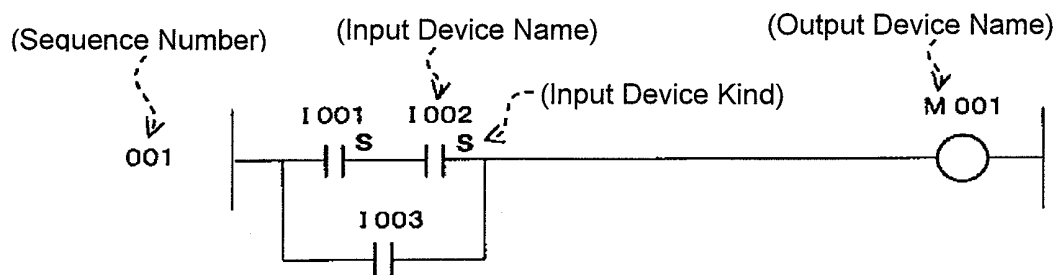 (Sequence Number)
(Input Device Name)
(Output Device Name)
(Input Device Kind)
I 001
I 002
M 001
001
S
S
I 003